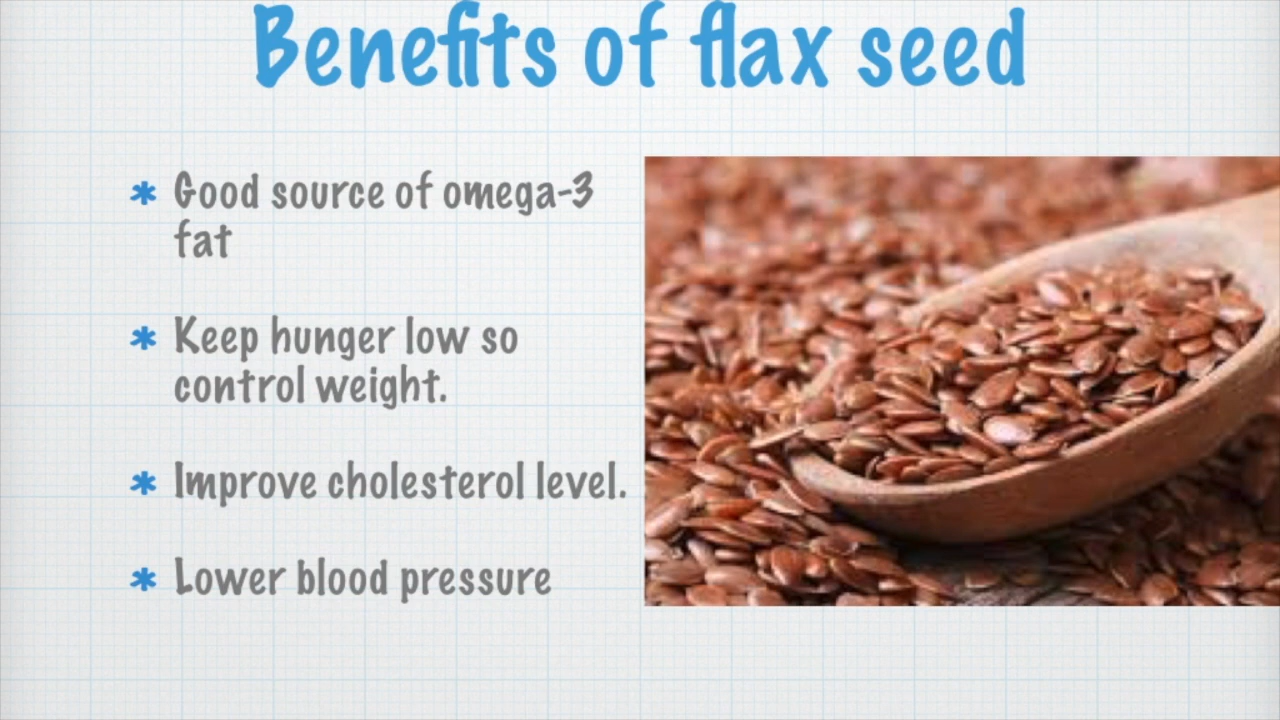 Benefits of flax seed
* Good source of omega-3
fat
* Keep hunger low so
control weight.
* Improve cholesterol level.
* Lower blood pressure